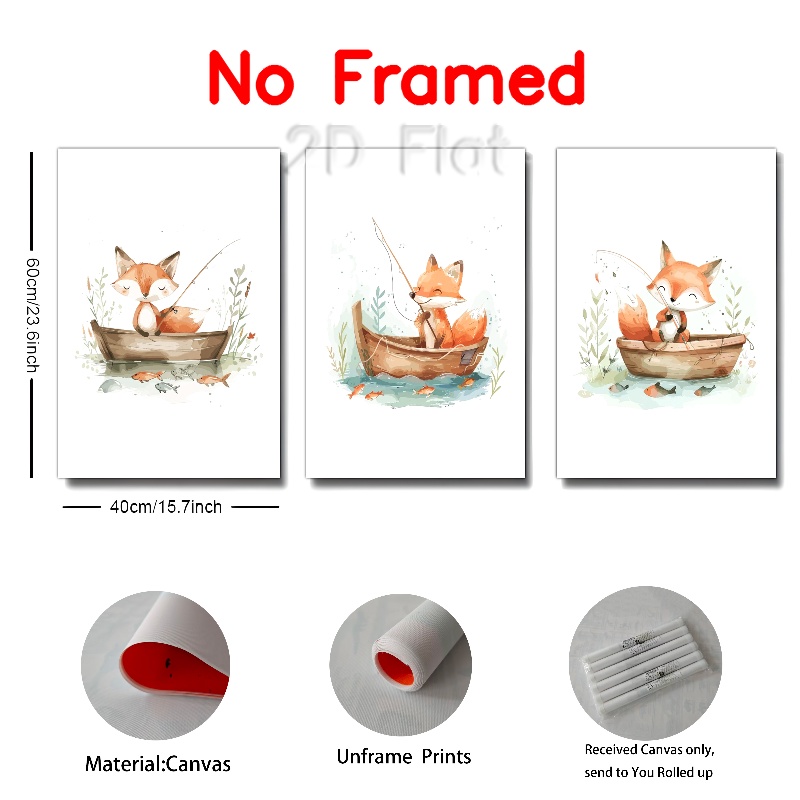 No Framed
2D Flat
60cm/23.6inch
40cm/15.7inch
Material:Canvas
Unframe Prints
Received Canvas only,
send to You Rolled up